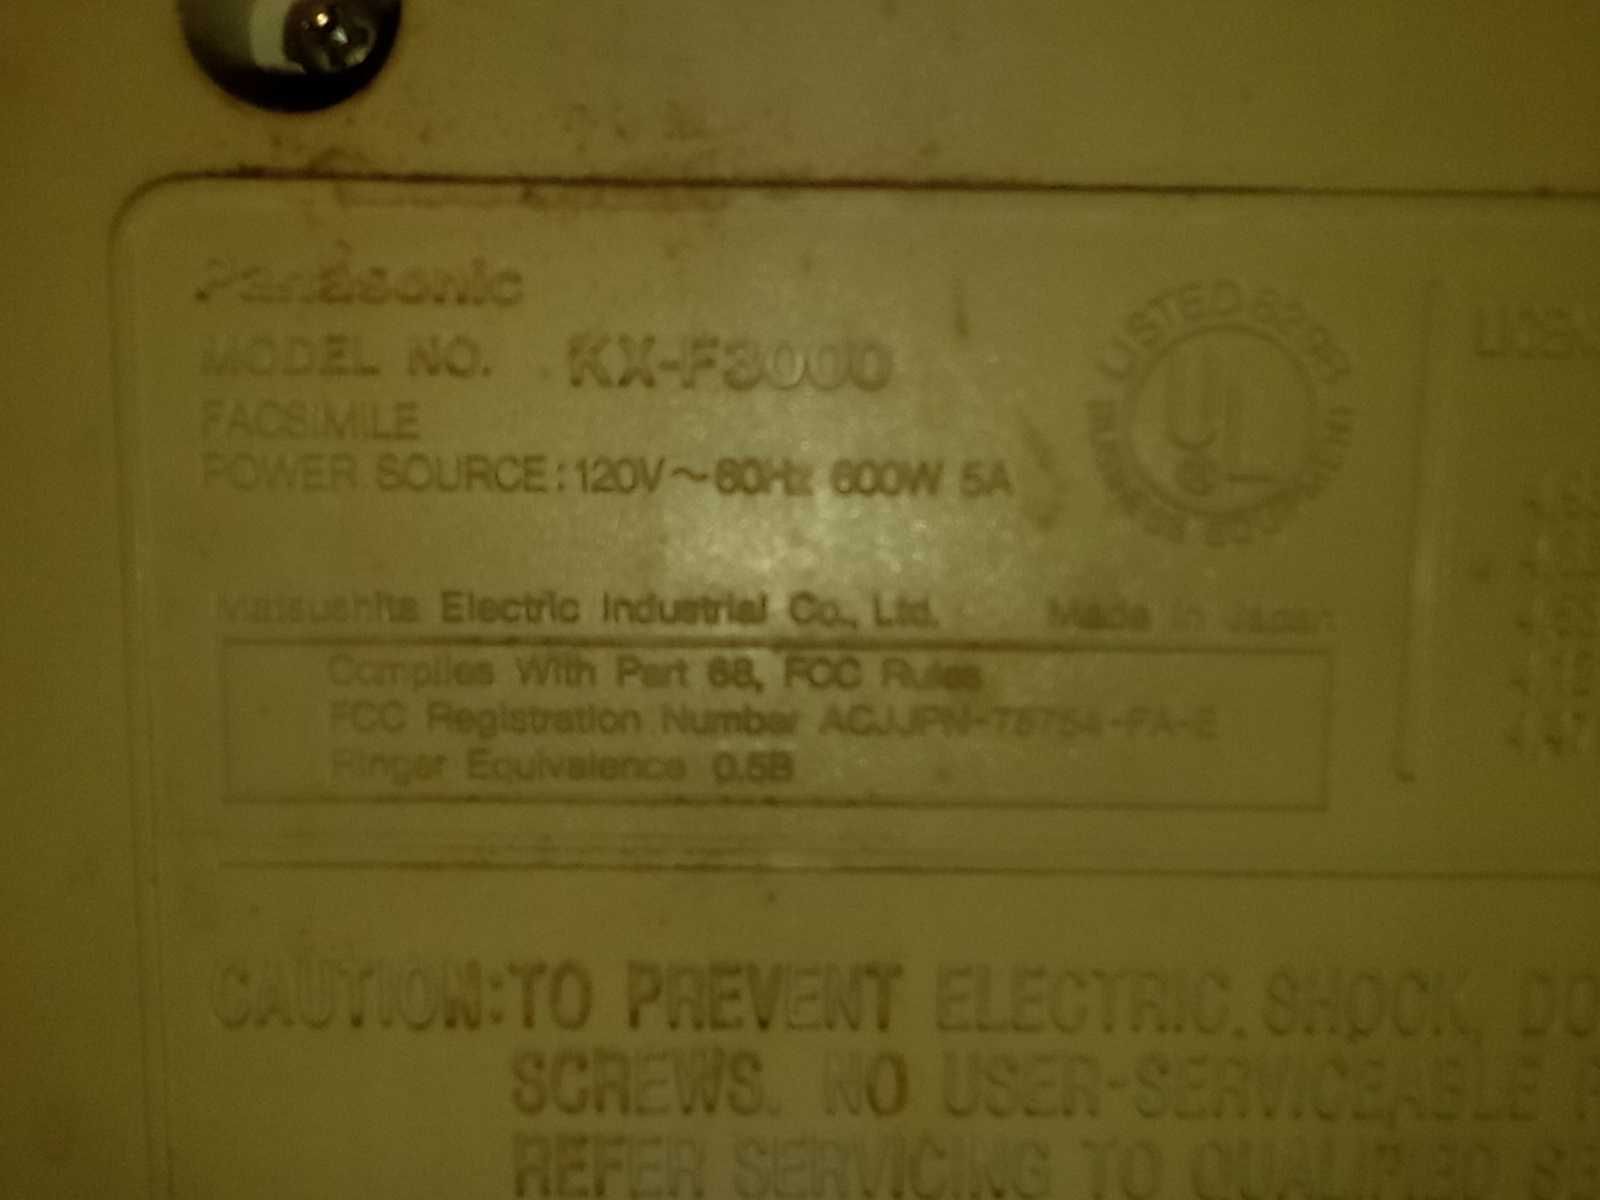 Panasonic
MODEL NO. KX-F3000
FACSIMILE
POWER SOURCE: 120V~60Hz 600W 5A
LISTED
UL
Matsushita Electric Industrial Co., Ltd. Made in Japan
Complies With Part 68, FCC Rules
FCC Registration Number
Ringer Equivalence 0.5B
CAUTION: TO PREVENT ELECTRIC SHOCK, DO
SCREWS. NO USER-SERVICEABLE
REFER SERVICING TO QUALIFIED